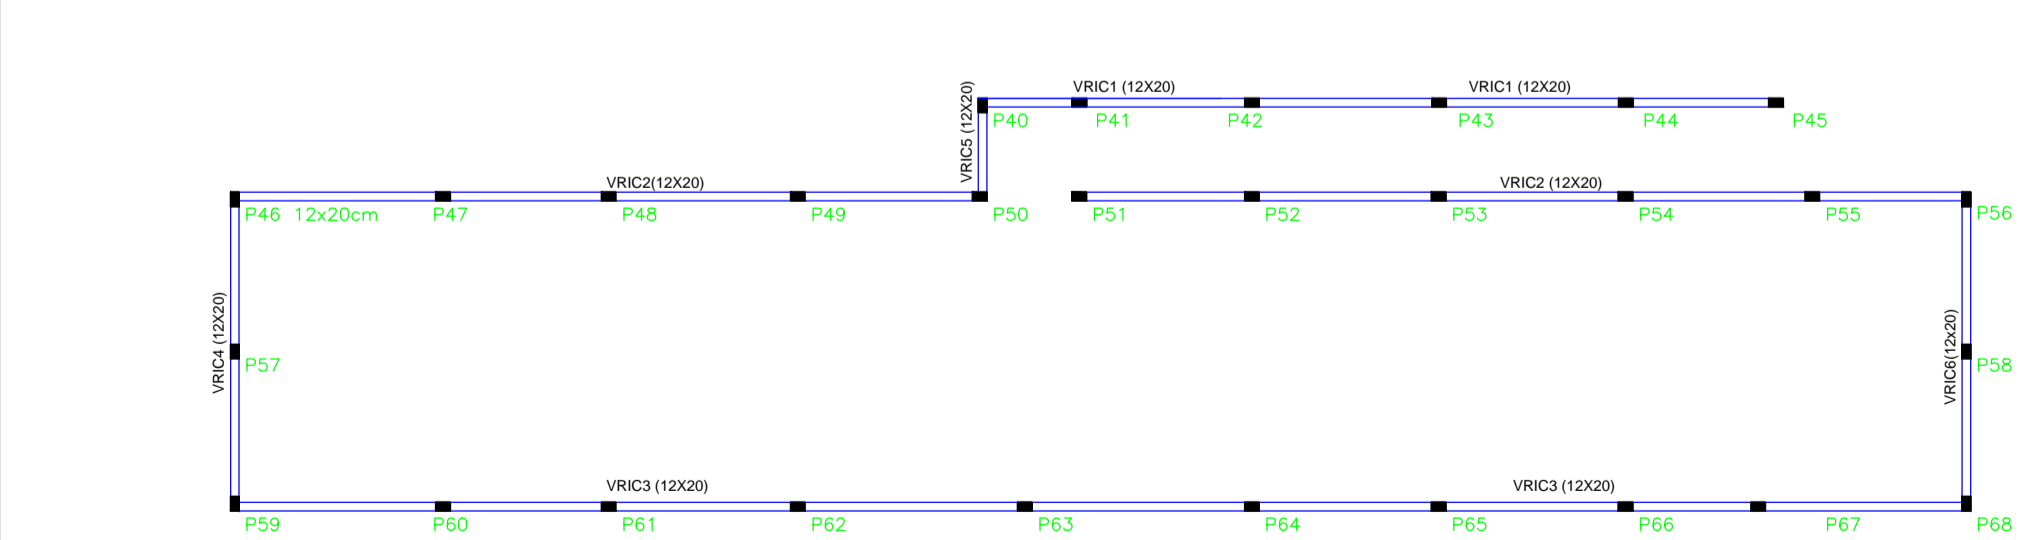 VRIC1 (12X20)
VRIC1 (12X20)
VRIC5 (12X20)
P40
P41
P42
P43
P44
P45
VRIC2(12X20)
VRIC2 (12X20)
P46 12x20cm
P47
P48
P49
P50
P51
P52
P53
P54
P55
P56
VRIC4 (12X20)
VRIC6(12x20)
P57
P58
VRIC3 (12X20)
VRIC3 (12X20)
P59
P60
P61
P62
P63
P64
P65
P66
P67
P68